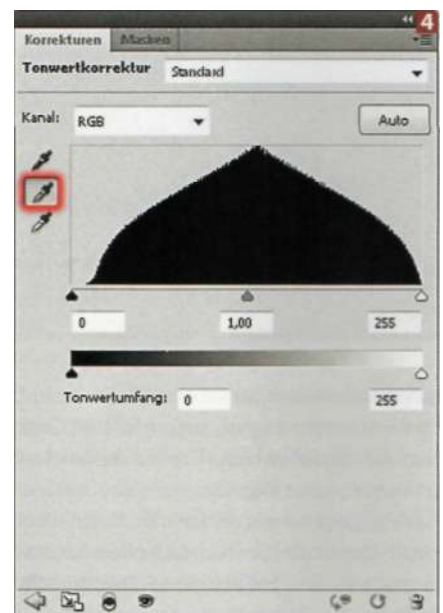 4
Korrekturen Masken
Tonwertkorrektur Standard
Kanal: RGB Auto
0 1,00 255
Tonwertumfang: 0 255